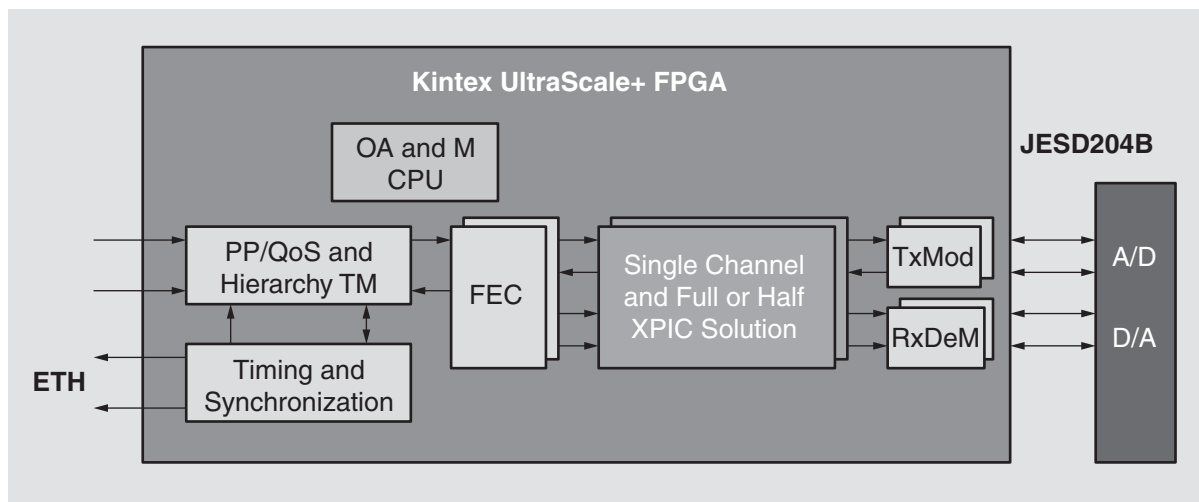 Kintex UltraScale+ FPGA
OA and M
CPU
JESD204B
PP/QoS and
Hierarchy TM
FEC
Single Channel
and Full or Half
XPIC Solution
TxMod
RxDeM
A/D
D/A
Timing and
Synchronization
ETH